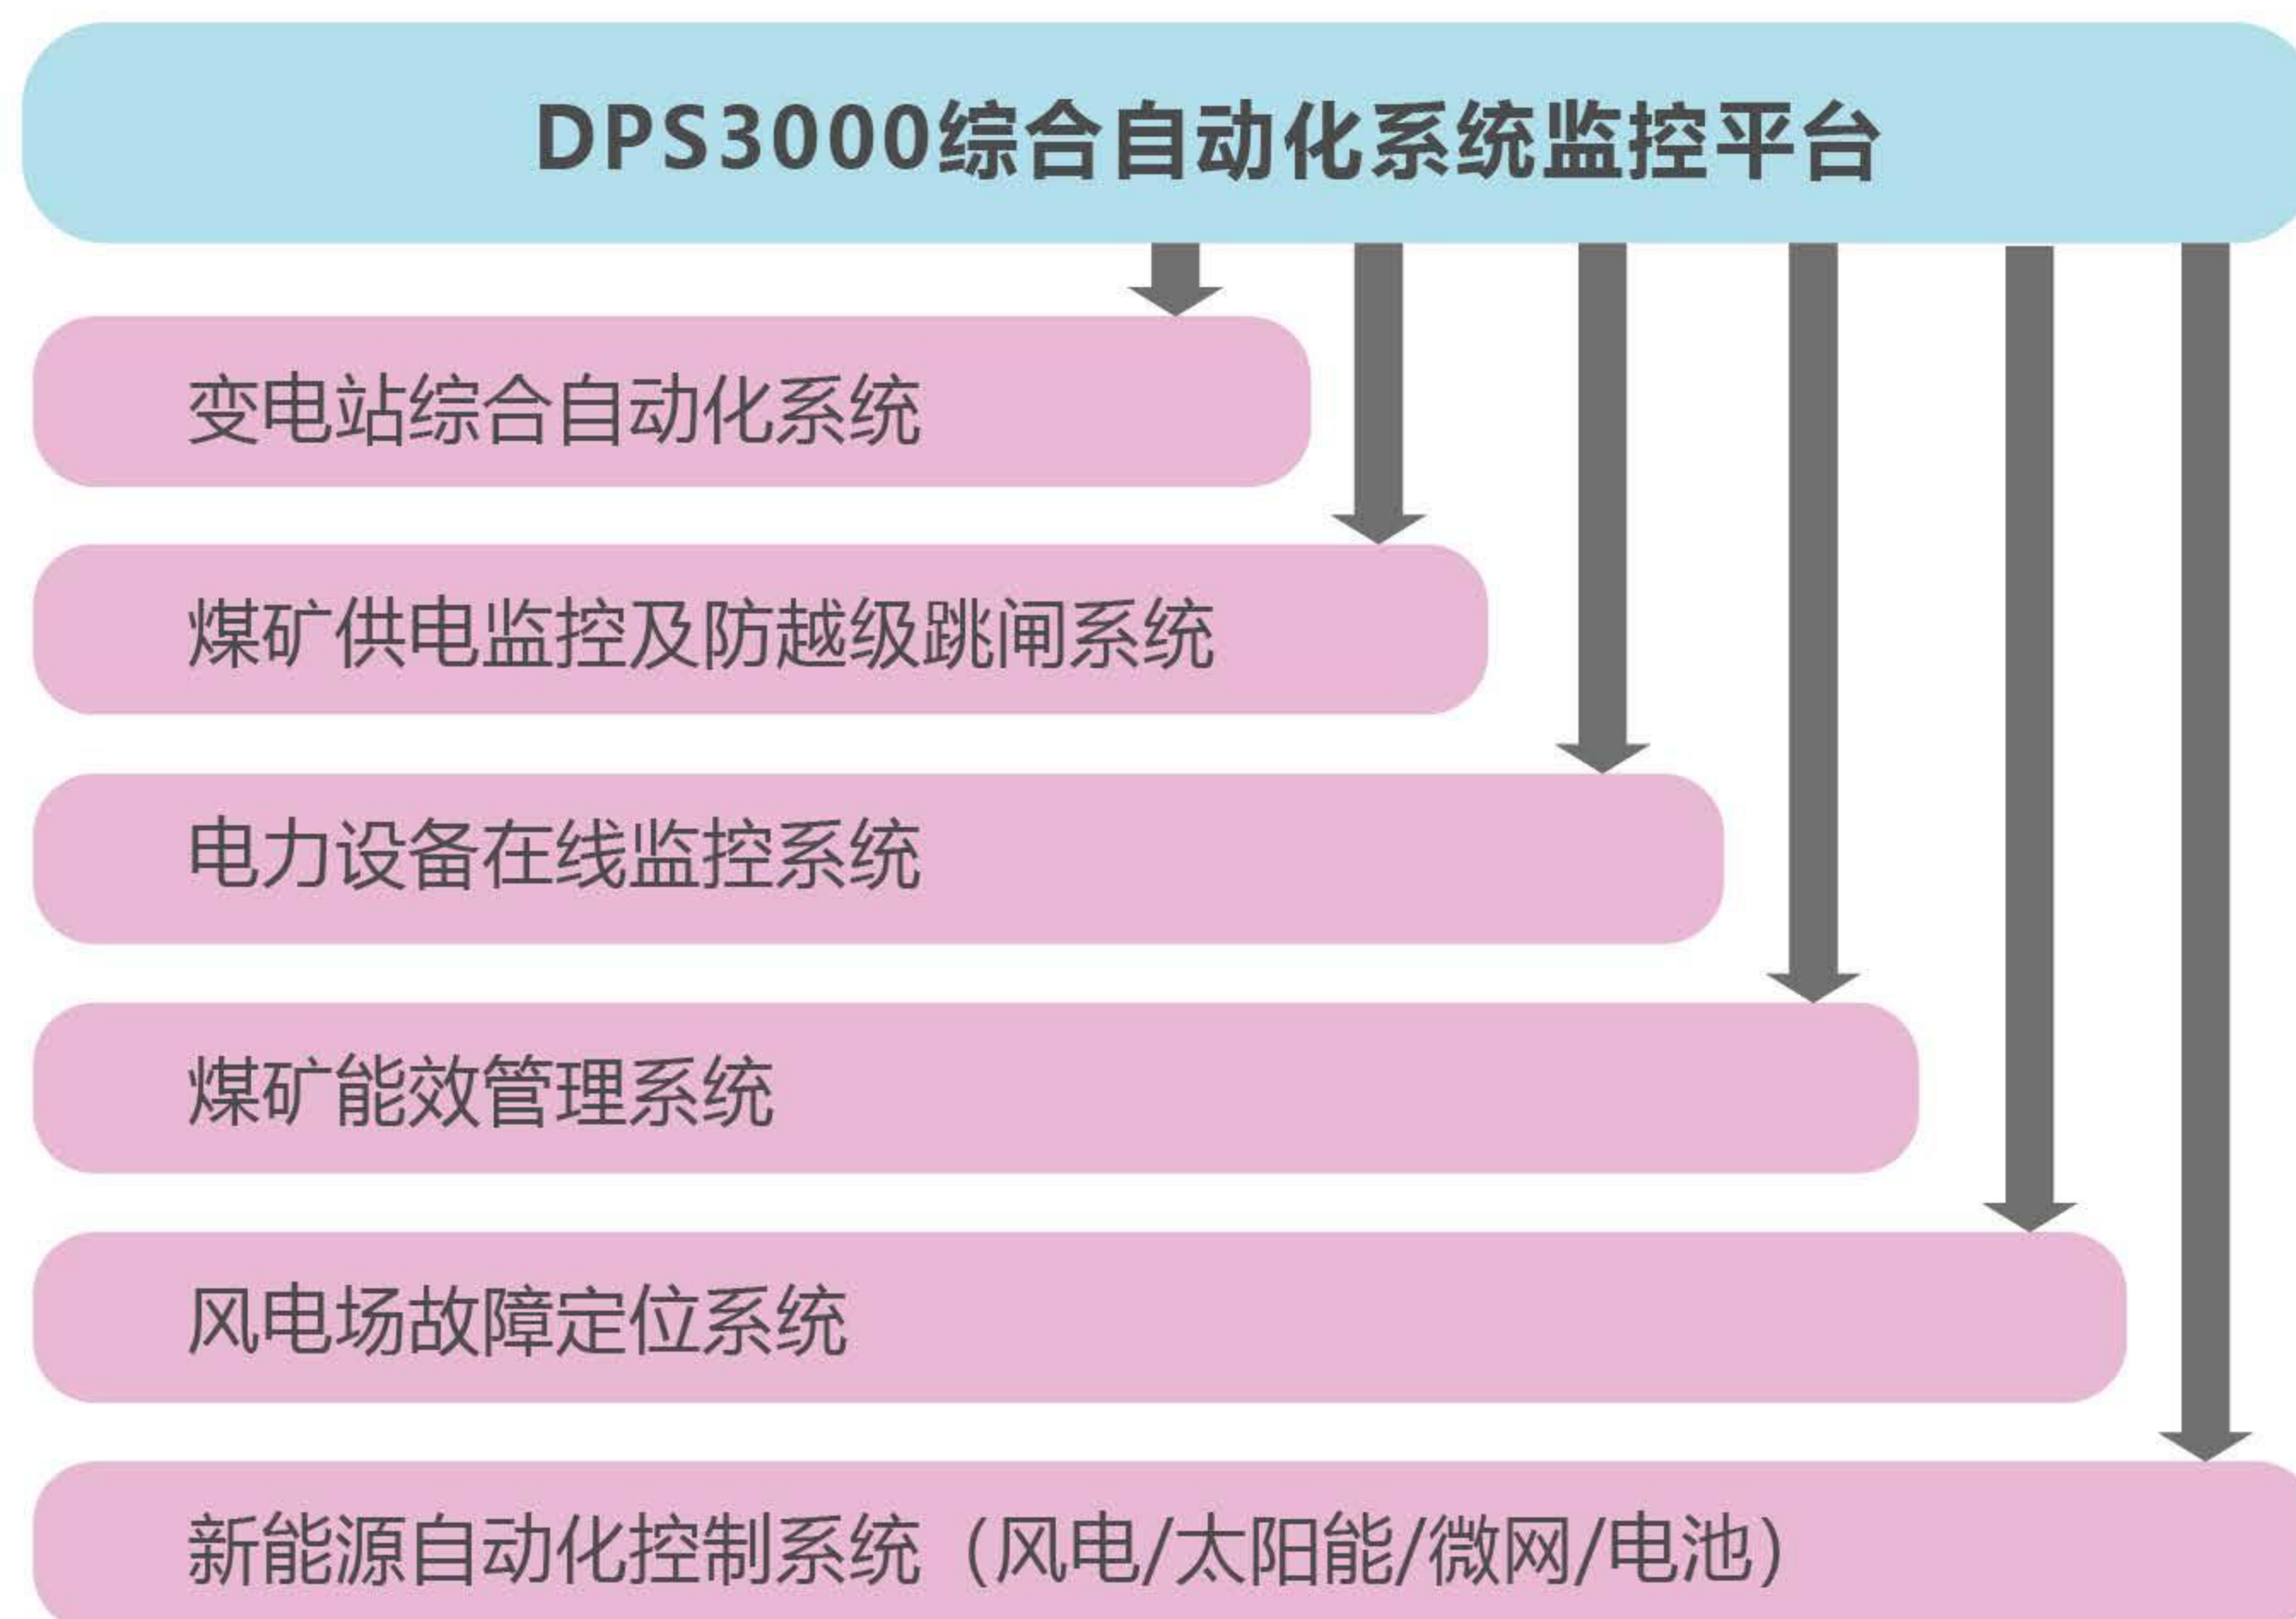 DPS3000综合自动化系统监控平台
变电站综合自动化系统
煤矿供电监控及防越级跳闸系统
电力设备在线监控系统
煤矿能效管理系统
风电场故障定位系统
新能源自动化控制系统（风电/太阳能/微网/电池）